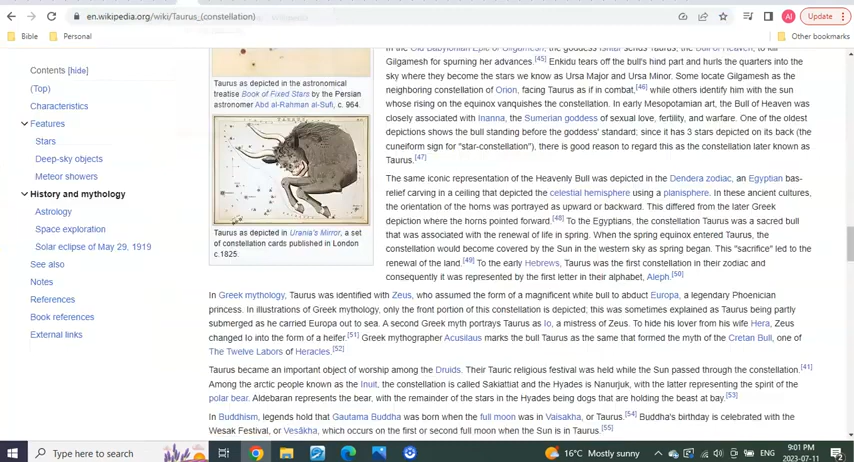 en.wikipedia.org/wiki/Taurus_(constellation)
AI
Update
Bible
Personal
Other bookmarks
Contents [hide]
(Top)
Characteristics
Features
Stars
Deep-sky objects
Meteor showers
History and mythology
Astrology
Space exploration
Solar eclipse of May 29, 1919
See also
Notes
References
Book references
External links
Taurus as depicted in the astronomical
treatise Book of Fixed Stars by the Persian
astronomer Abd al-Rahman al-Sufi, c. 964.
Taurus as depicted in Urania's Mirror, a set
of constellation cards published in London
c.1825.
In the Old Babylonian Epic of Gilgamesh, the goddess Ishtar sends Taurus, the Bull of Heaven, to kill
Gilgamesh for spurning her advances.[45] Enkidu tears off the bull's hind part and hurls the quarters into the
sky where they become the stars we know as Ursa Major and Ursa Minor. Some locate Gilgamesh as the
neighboring constellation of Orion, facing Taurus as if in combat,[46] while others identify him with the sun
whose rising on the equinox vanquishes the constellation. In early Mesopotamian art, the Bull of Heaven was
closely associated with Inanna, the Sumerian goddess of sexual love, fertility, and warfare. One of the oldest
depictions shows the bull standing before the goddess' standard; since it has 3 stars depicted on its back (the
cuneiform sign for "star-constellation"), there is good reason to regard this as the constellation later known as
Taurus.[47]
The same iconic representation of the Heavenly Bull was depicted in the Dendera zodiac, an Egyptian bas-
relief carving in a ceiling that depicted the celestial hemisphere using a planisphere. In these ancient cultures,
the orientation of the horns was portrayed as upward or backward. This differed from the later Greek
depiction where the horns pointed forward.[48] To the Egyptians, the constellation Taurus was a sacred bull
that was associated with the renewal of life in spring. When the spring equinox entered Taurus, the
constellation would become covered by the Sun in the western sky as spring began. This "sacrifice" led to the
renewal of the land.[49] To the early Hebrews, Taurus was the first constellation in their zodiac and
consequently it was represented by the first letter in their alphabet, Aleph.[50]
In Greek mythology, Taurus was identified with Zeus, who assumed the form of a magnificent white bull to abduct Europa, a legendary Phoenician
princess. In illustrations of Greek mythology, only the front portion of this constellation is depicted; this was sometimes explained as Taurus being partly
submerged as he carried Europa out to sea. A second Greek myth portrays Taurus as Io, a mistress of Zeus. To hide his lover from his wife Hera, Zeus
changed Io into the form of a heifer.[51] Greek mythographer Acusilaus marks the bull Taurus as the same that formed the myth of the Cretan Bull, one of
The Twelve Labors of Heracles.[52]
Taurus became an important object of worship among the Druids. Their Tauric religious festival was held while the Sun passed through the constellation.[41]
Among the arctic people known as the Inuit, the constellation is called Sakiattiat and the Hyades is Nanurjuk, with the latter representing the spirit of the
polar bear. Aldebaran represents the bear, with the remainder of the stars in the Hyades being dogs that are holding the beast at bay.[53]
In Buddhism, legends hold that Gautama Buddha was born when the full moon was in Vaisakha, or Taurus.[54] Buddha's birthday is celebrated with the
Wesak Festival, or Vesākha, which occurs on the first or second full moon when the Sun is in Taurus.[55]
Type here to search
16°C Mostly sunny
ENG
9:01 PM
2023-07-11
2